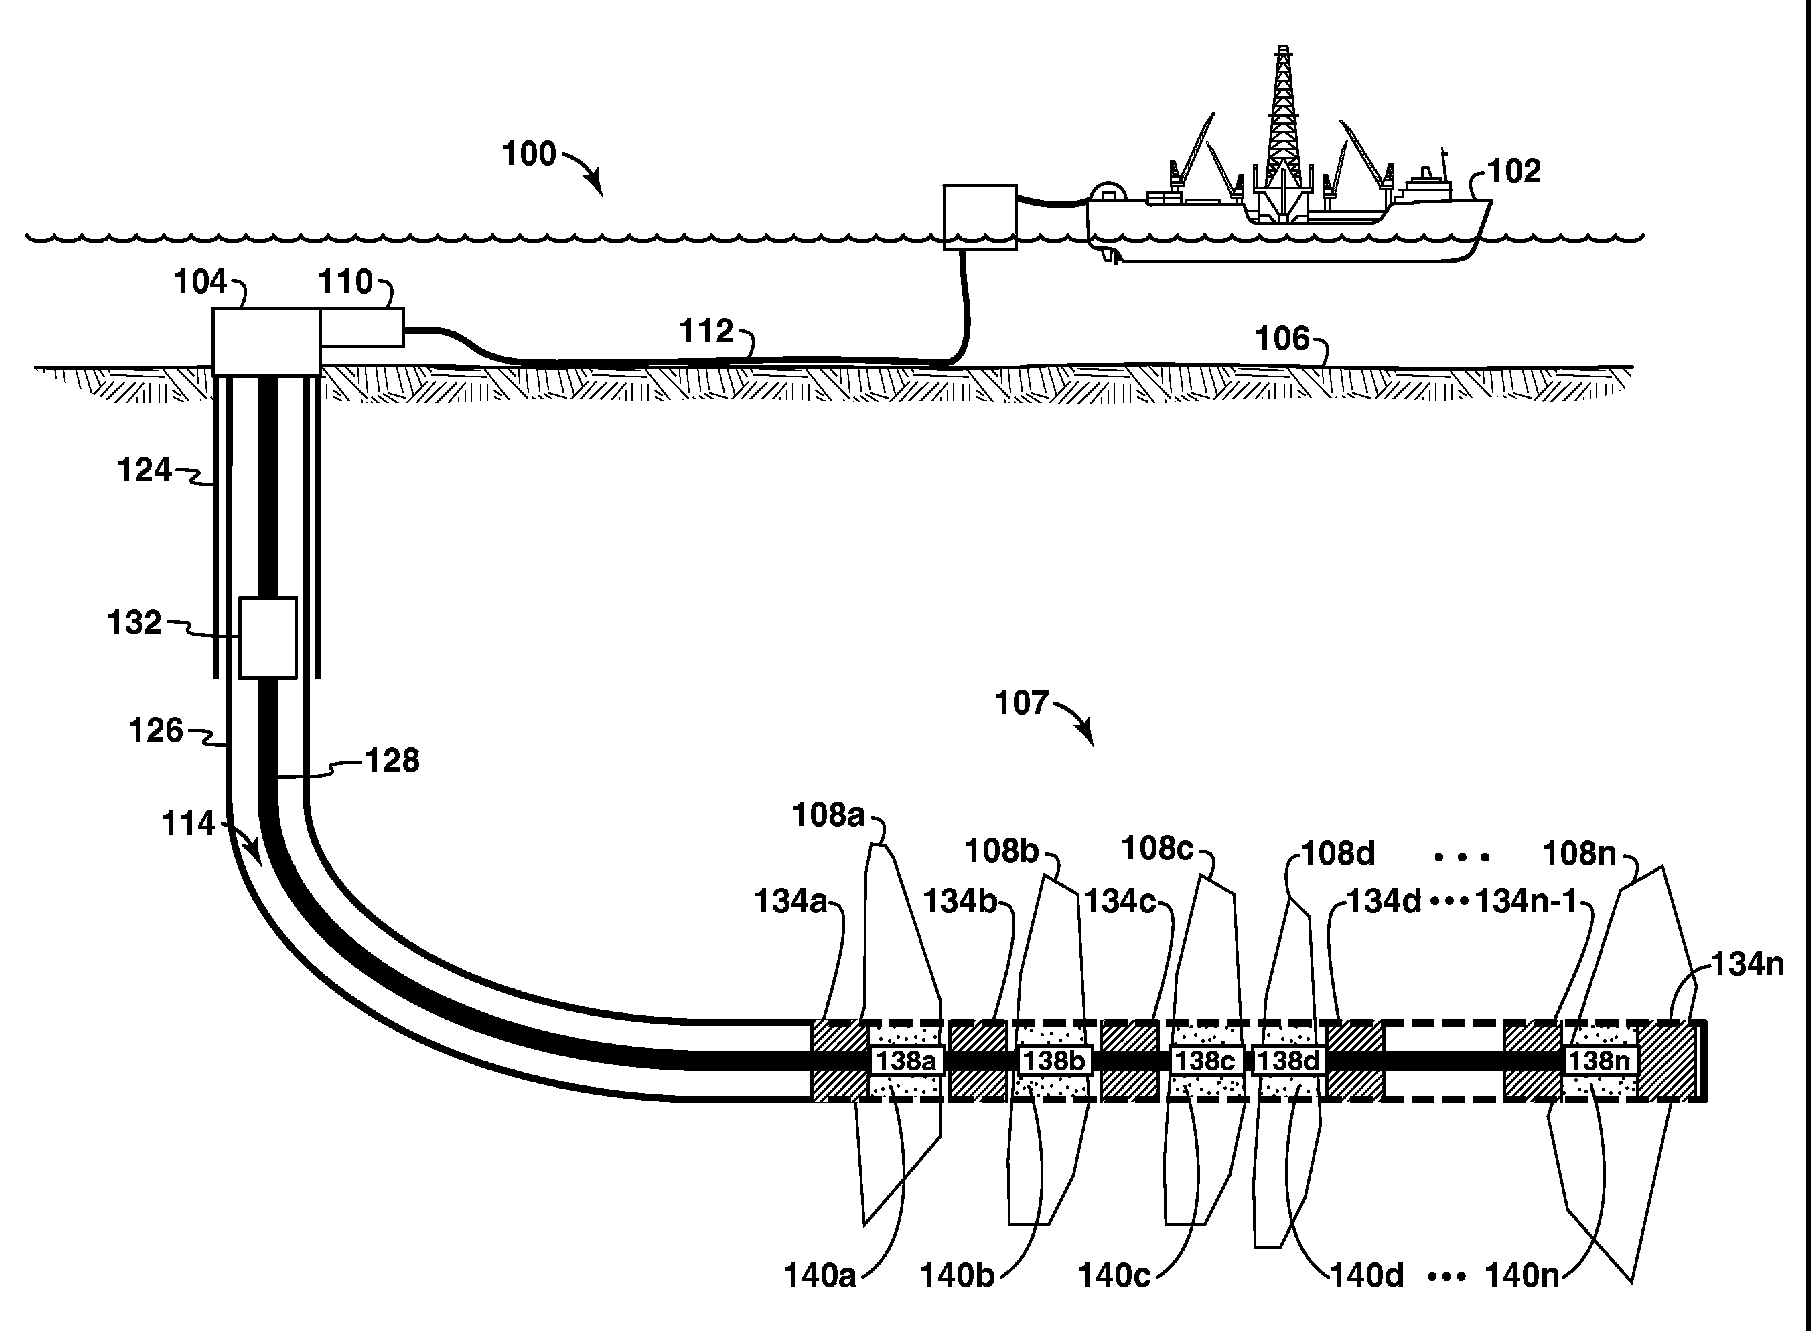 100
102
104
110
112
106
124
132
107
126
128
108a
114
108b
108c
108d • • • 108n
134a
134b
134c
134d • • • 134n-1
134n
138a
138b
138c
138d
138n
140a
140b
140c
140d • • • 140n